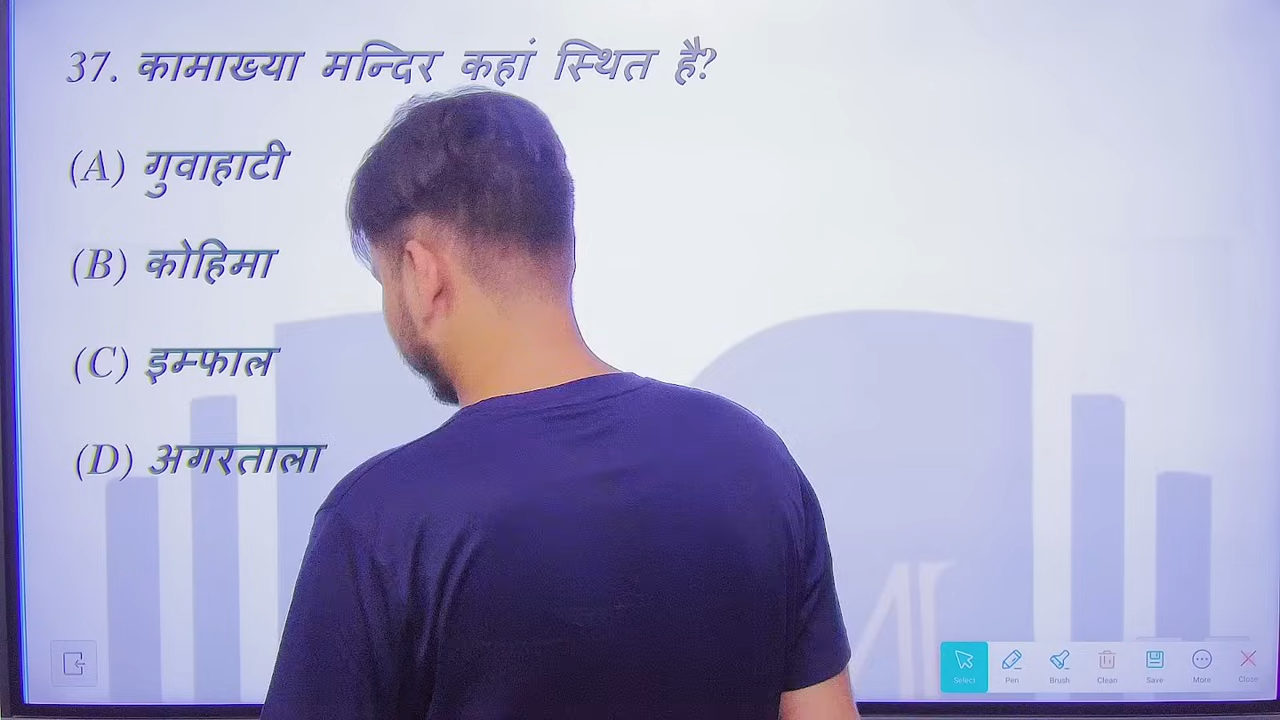 37. कामाख्या मन्दिर कहां स्थित है?
(A) गुवाहाटी
(B) कोहिमा
(C) इम्फाल
(D) अगरताला
Select Pen Brush Clean Save More Close